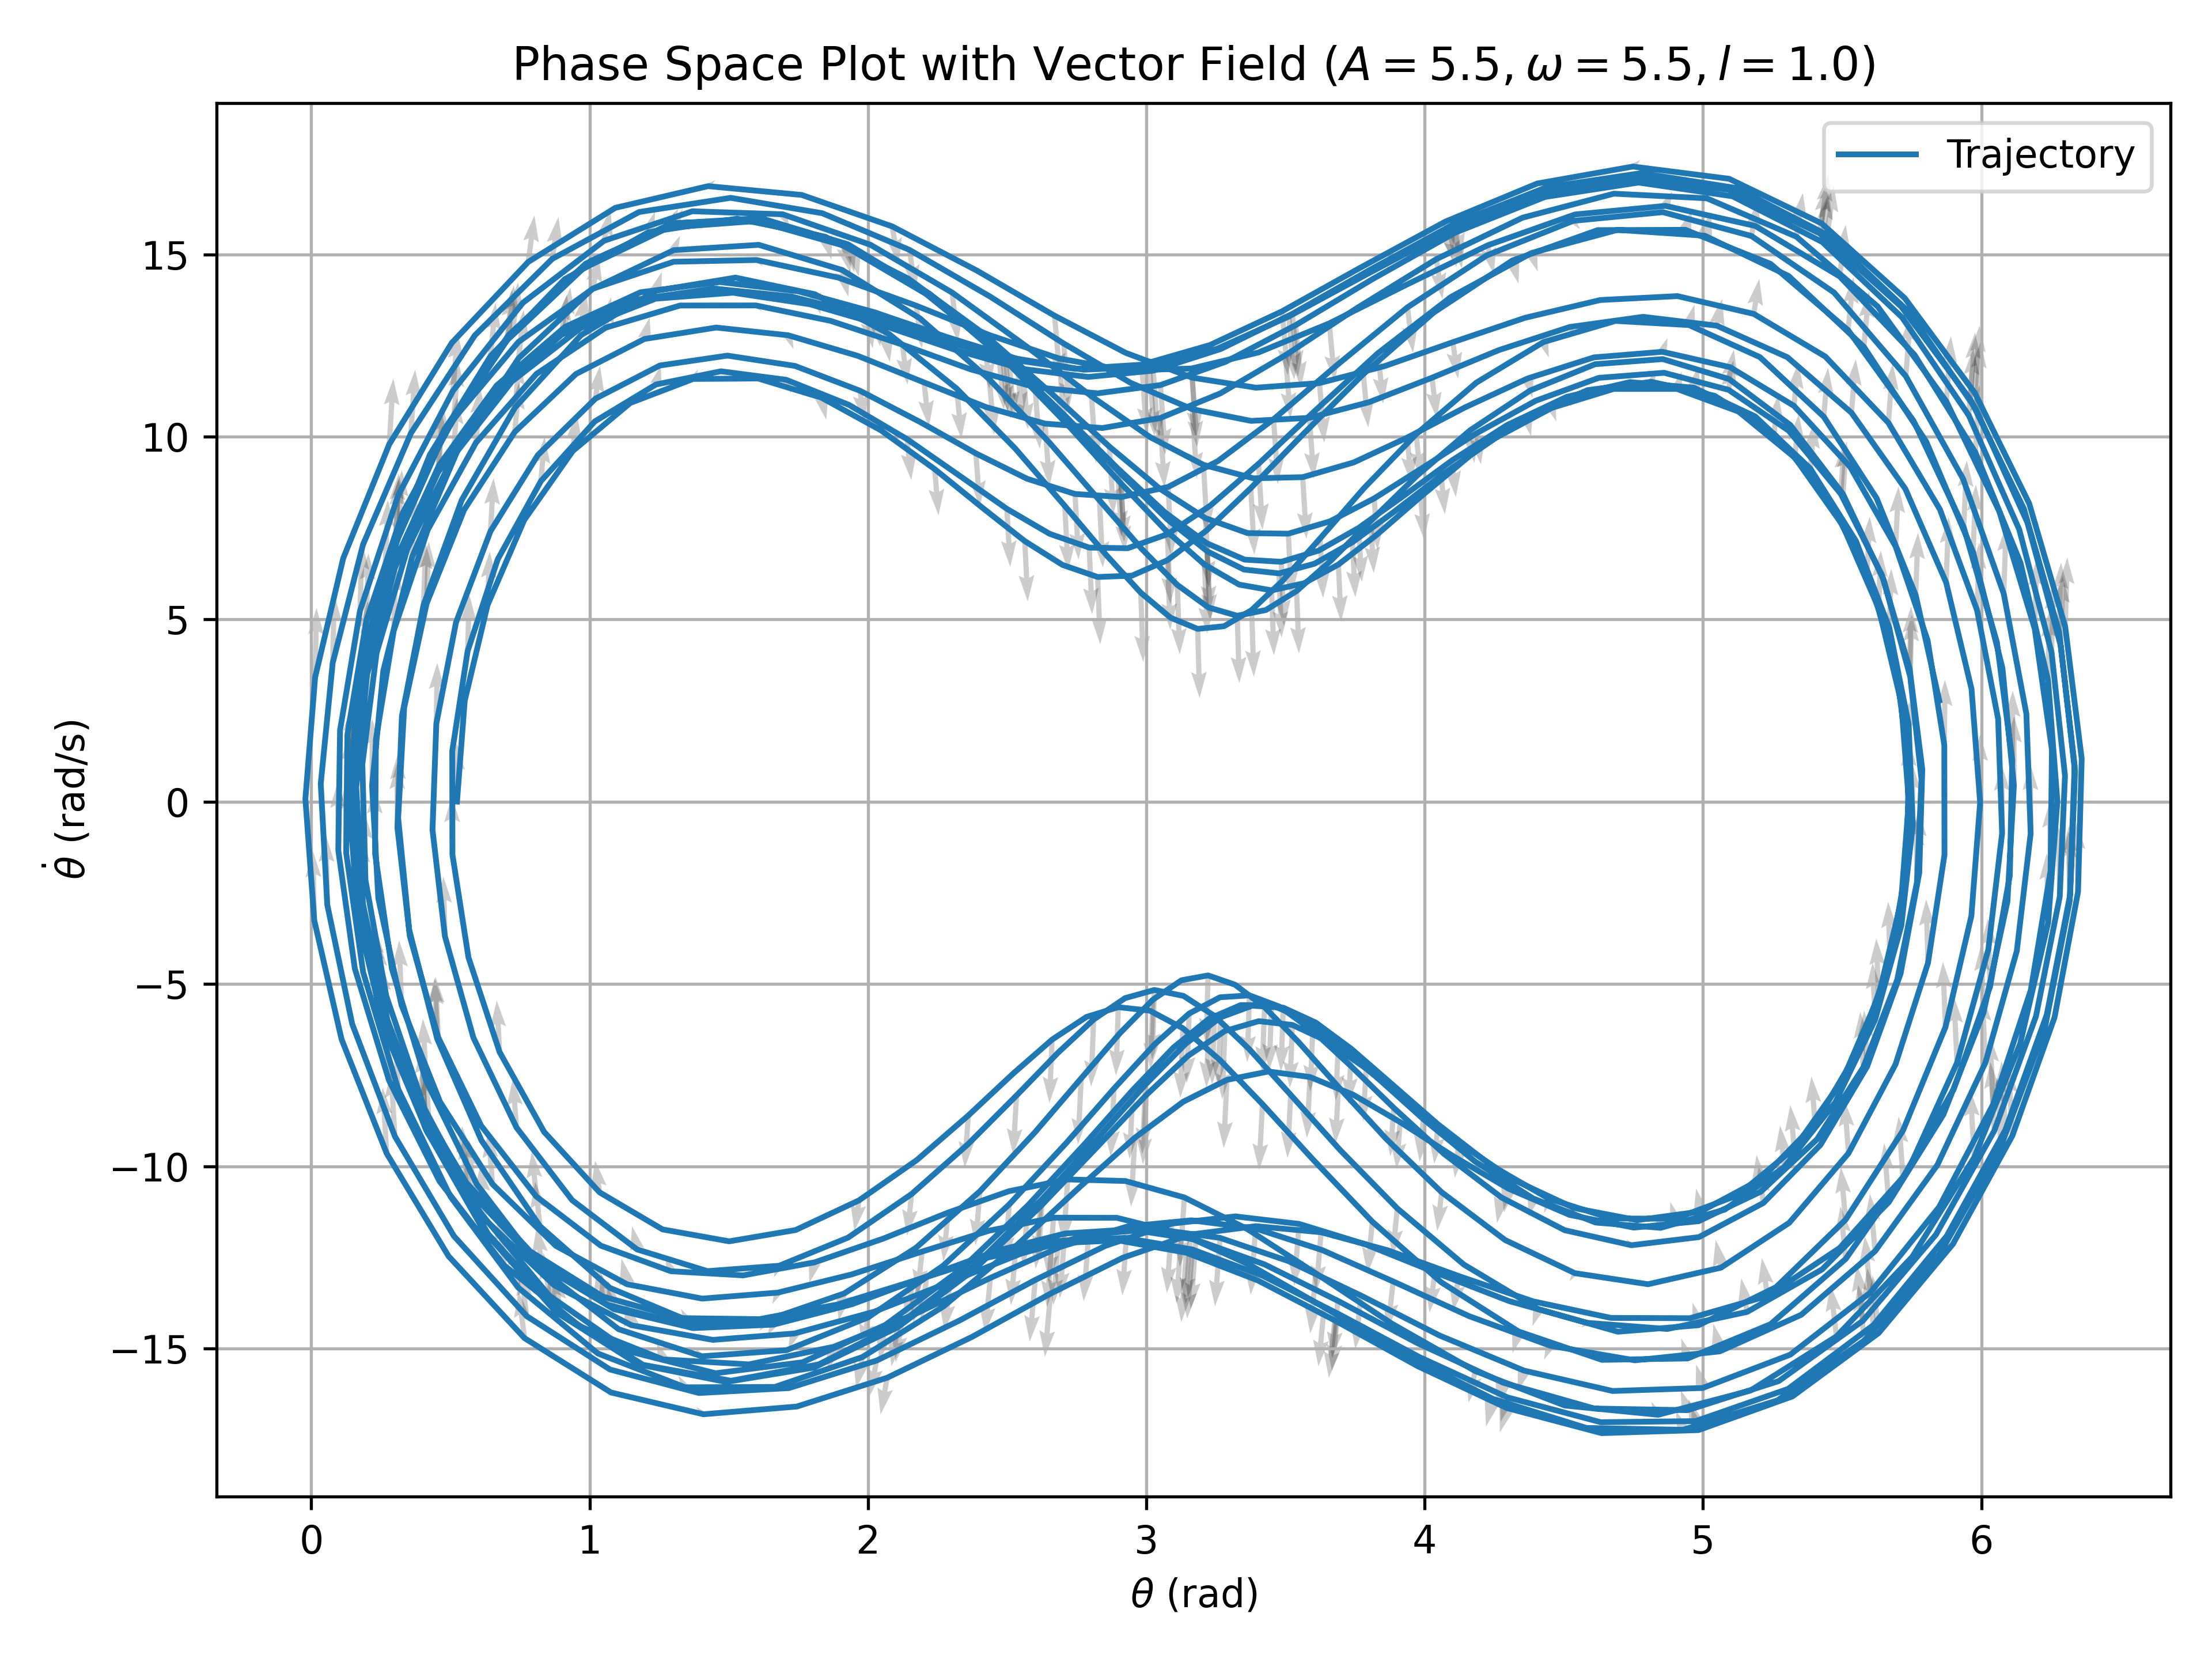 Phase Space Plot with Vector Field (A = 5.5, ω = 5.5, l = 1.0)
Trajectory
15
10
5
0
−5
−10
−15
θ̇ (rad/s)
0 1 2 3 4 5 6
θ (rad)